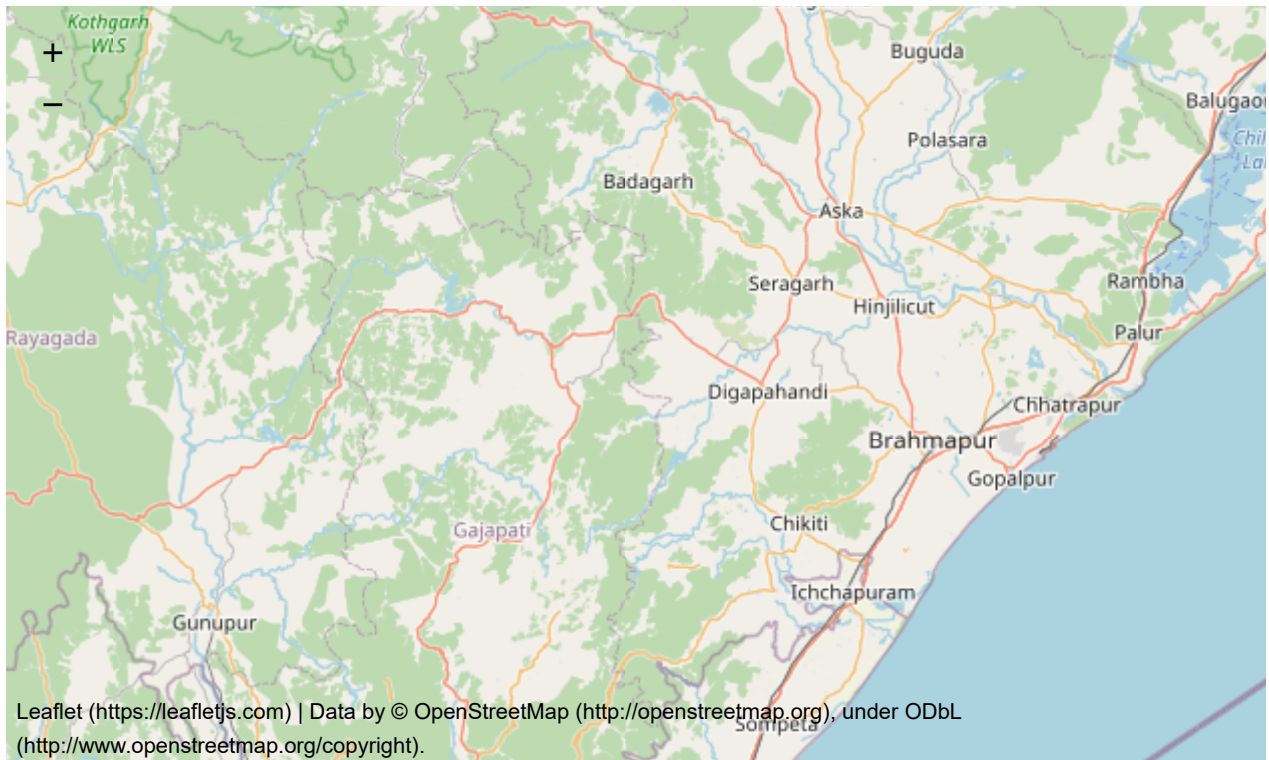 Kothgarh
WLS
+
−
Buguda
Balugaon
Polasara
Badagarh
Aska
Seragarh
Rambha
Hinjilicut
Rayagada
Palur
Digapahandi
Chhatrapur
Brahmapur
Gopalpur
Chikiti
Gajapati
Ichchapuram
Gunupur
Sompeta
Leaflet (https://leafletjs.com) | Data by © OpenStreetMap (http://openstreetmap.org), under ODbL
(http://www.openstreetmap.org/copyright).